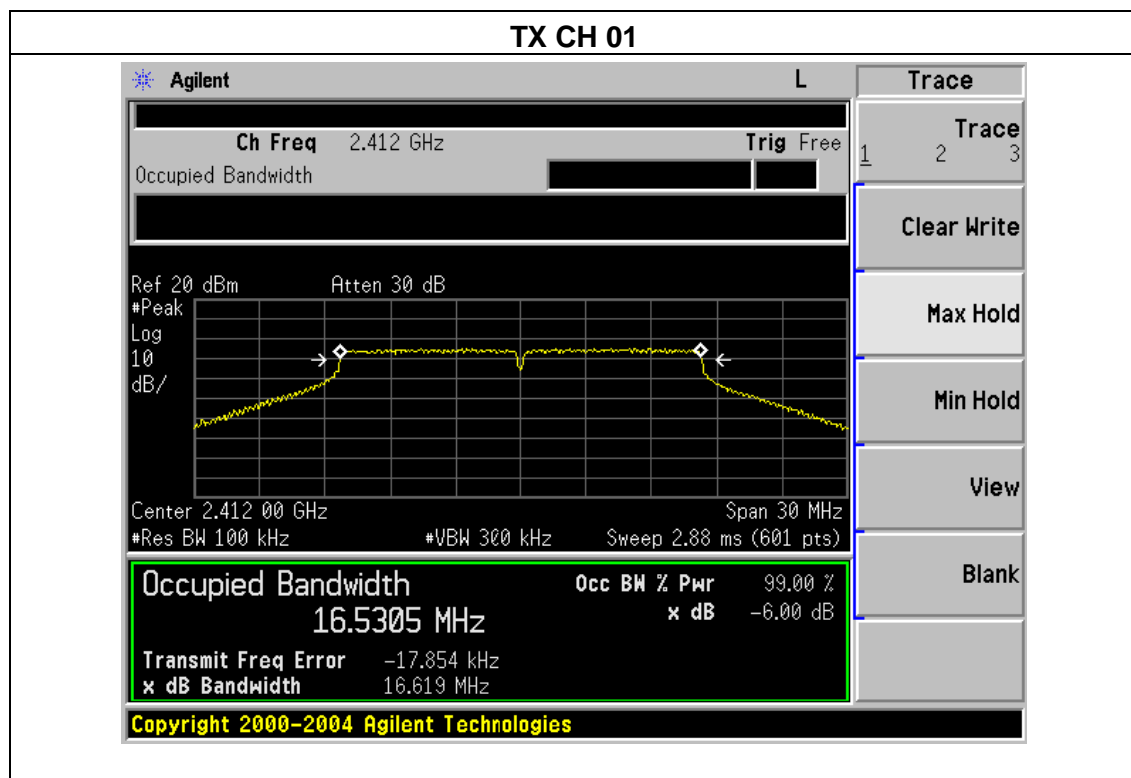 TX CH 01
Agilent L Trace
Ch Freq 2.412 GHz Trig Free
Occupied Bandwidth
Trace
1 2 3
Clear Write
Ref 20 dBm Atten 30 dB
#Peak
Log
10
dB/
Max Hold
Min Hold
View
Center 2.412 00 GHz Span 30 MHz
#Res BW 100 kHz #VBW 300 kHz Sweep 2.88 ms (601 pts)
Occupied Bandwidth Occ BW % Pwr 99.00 %
16.5305 MHz x dB -6.00 dB
Blank
Transmit Freq Error -17.854 kHz
x dB Bandwidth 16.619 MHz
Copyright 2000-2004 Agilent Technologies